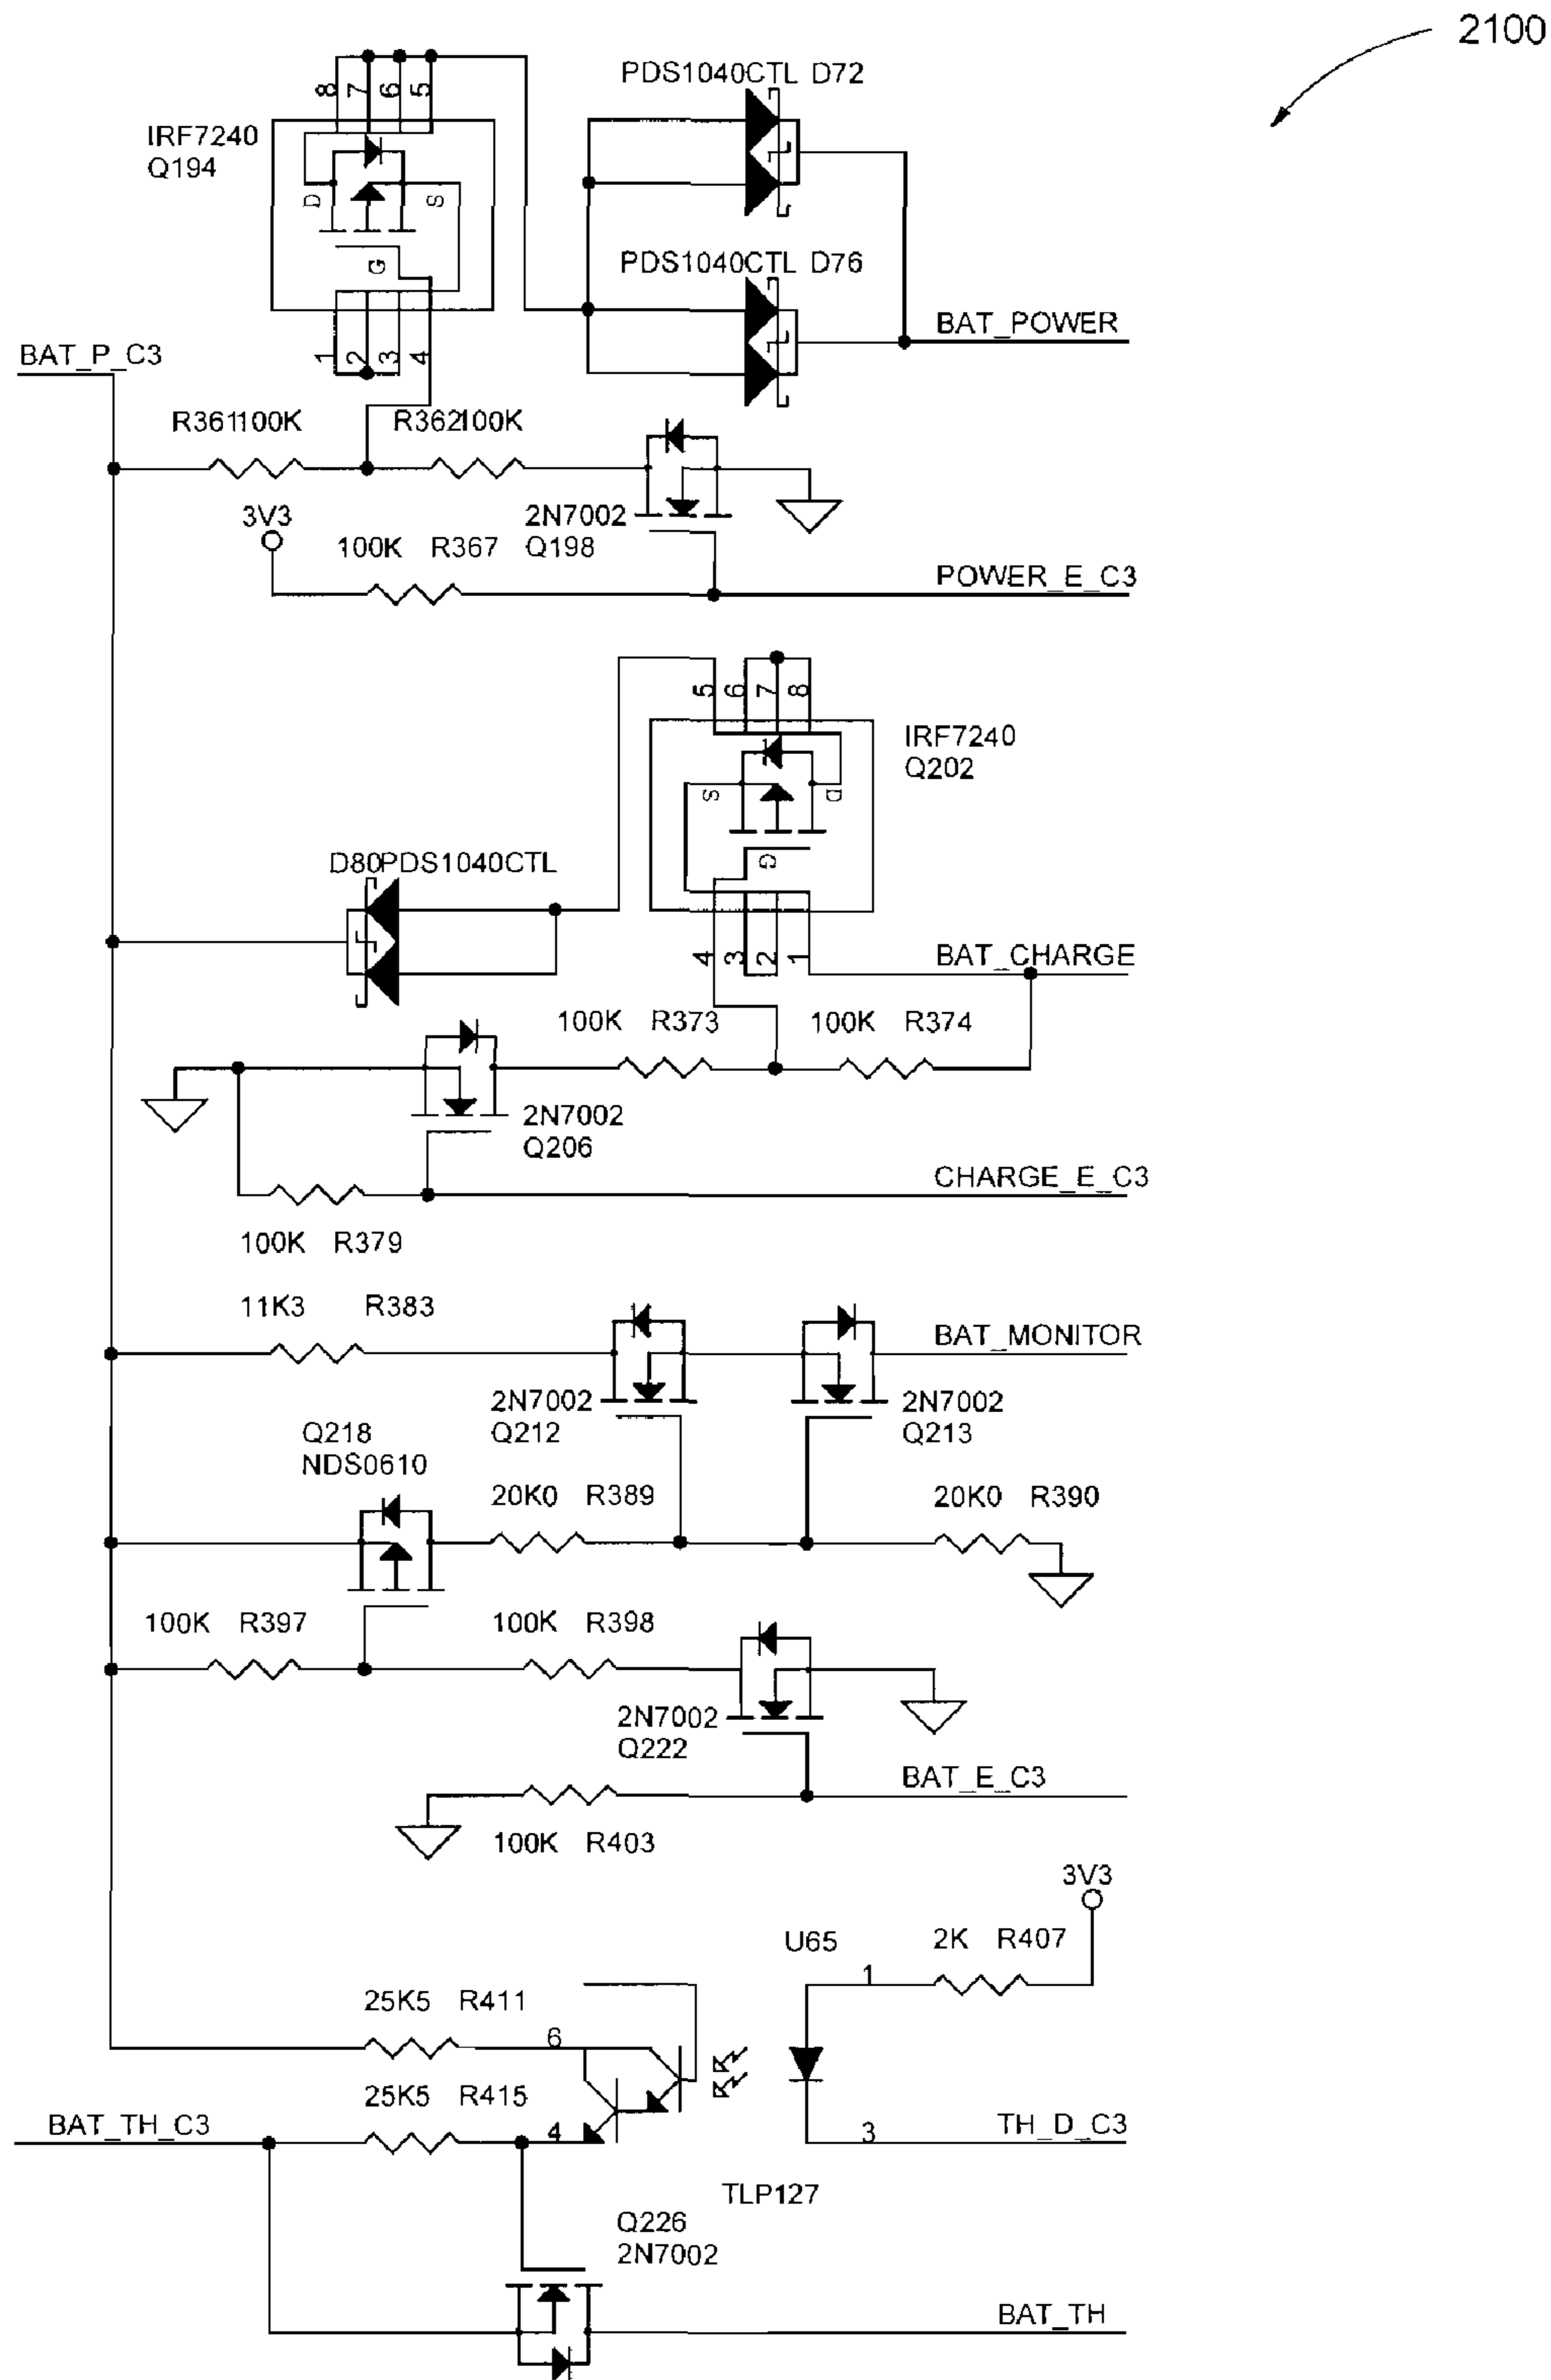 2100
PDS1040CTL D72
8 7 6 5
IRF7240
Q194
D S
G
PDS1040CTL D76
BAT_POWER
1 2 3 4
BAT_P_C3
R361100K R362100K
3V3
2N7002
Q198
100K R367
POWER_E_C3
5 6 7 8
IRF7240
Q202
S D
G
D80PDS1040CTL
4 3 2 1
BAT_CHARGE
100K R373 100K R374
2N7002
Q206
CHARGE_E_C3
100K R379
11K3 R383
BAT_MONITOR
2N7002
Q212
2N7002
Q213
Q218
NDS0610
20K0 R389
20K0 R390
100K R397 100K R398
2N7002
Q222
BAT_E_C3
100K R403
3V3
U65 2K R407
1
25K5 R411
6
25K5 R415
BAT_TH_C3
4
3
TH_D_C3
TLP127
Q226
2N7002
BAT_TH